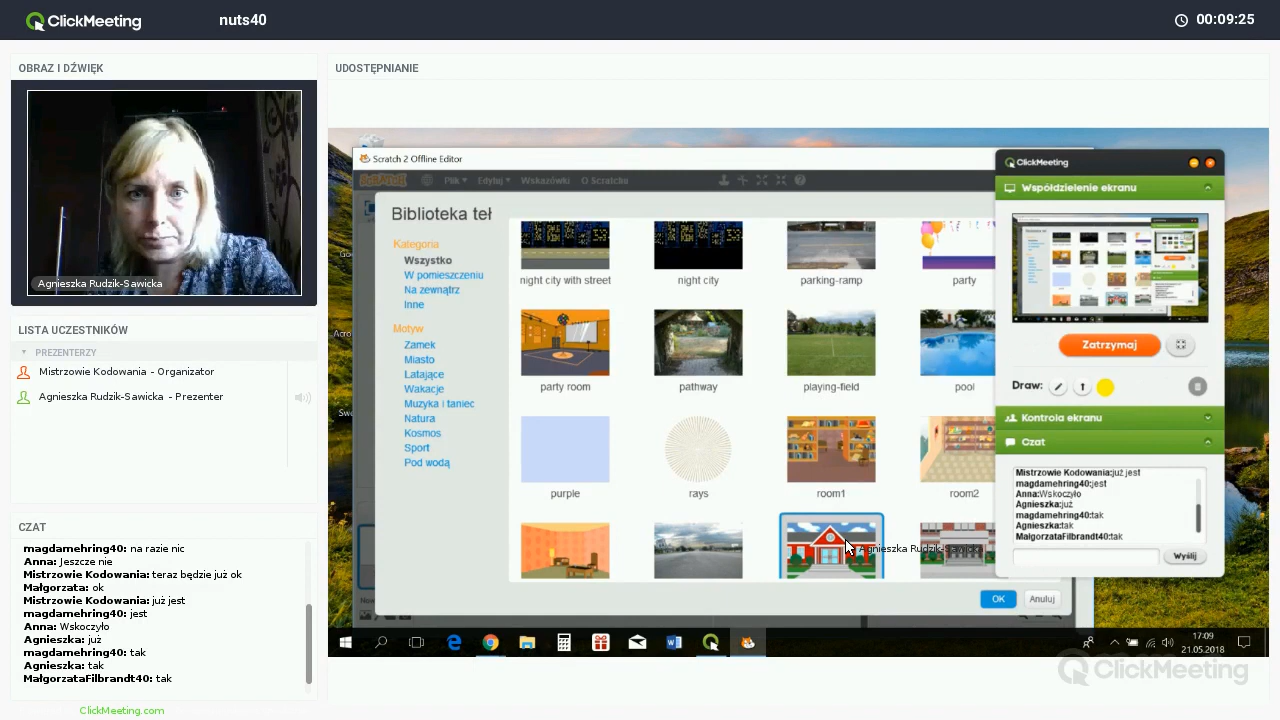 ClickMeeting
nuts40
00:09:25
OBRAZ I DŹWIĘK
Agnieszka Rudzik-Sawicka
LISTA UCZESTNIKÓW
PREZENTERZY
Mistrzowie Kodowania - Organizator
Agnieszka Rudzik-Sawicka - Prezenter
CZAT
magdamehring40: na razie nic
Anna: Jeszcze nie
Mistrzowie Kodowania: teraz będzie już ok
Małgorzata: ok
Mistrzowie Kodowania: już jest
magdamehring40: jest
Anna: Wskoczyło
Agnieszka: już
magdamehring40: tak
Agnieszka: tak
MałgorzataFilbrandt40: tak
ClickMeeting.com
UDOSTĘPNIANIE
Scratch 2 Offline Editor
SCRATCH
Plik
Edytuj
Wskazówki
O Scratchu
Biblioteka teł
Kategoria
Wszystko
W pomieszczeniu
Na zewnątrz
Inne
Motyw
Zamek
Miasto
Latające
Wakacje
Muzyka i taniec
Natura
Kosmos
Sport
Pod wodą
night city with street
night city
parking-ramp
party
party room
pathway
playing-field
pool
purple
rays
room1
room2
Agnieszka Rudzik-Sawicka
OK
Anuluj
ClickMeeting
Współdzielenie ekranu
Zatrzymaj
Draw:
Kontrola ekranu
Czat
Mistrzowie Kodowania:już jest
magdamehring40:jest
Anna:Wskoczyło
Agnieszka:już
magdamehring40:tak
Agnieszka:tak
MałgorzataFilbrandt40:tak
Wyślij
17:09
21.05.2018
ClickMeeting